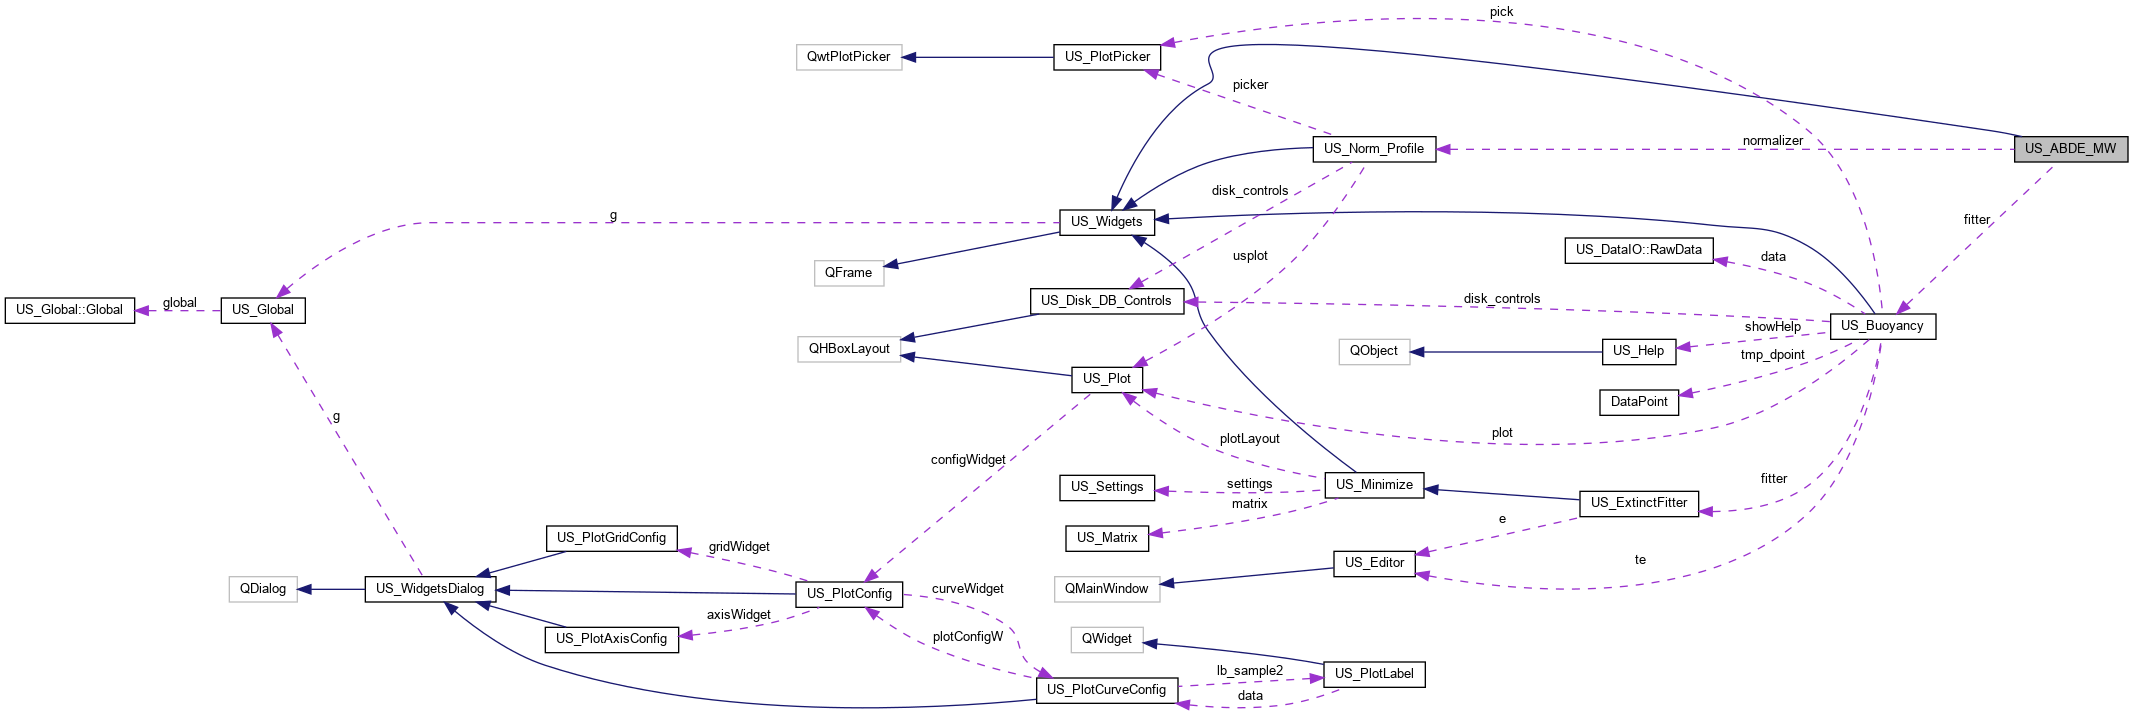 pick
QwtPlotPicker
US_PlotPicker
picker
normalizer
US_Norm_Profile
US_ABDE_MW
disk_controls
g
US_Widgets
fitter
usplot
US_DataIO::RawData
data
QFrame
US_Global::Global
global
US_Global
US_Disk_DB_Controls
disk_controls
US_Buoyancy
showHelp
QHBoxLayout
QObject
US_Help
tmp_dpoint
US_Plot
DataPoint
g
plotLayout
plot
configWidget
US_Settings
settings
US_Minimize
fitter
matrix
US_ExtinctFitter
e
US_PlotGridConfig
gridWidget
US_Matrix
te
QDialog
US_WidgetsDialog
US_PlotConfig
curveWidget
QMainWindow
US_Editor
axisWidget
US_PlotAxisConfig
plotConfigW
QWidget
lb_sample2
US_PlotLabel
US_PlotCurveConfig
data